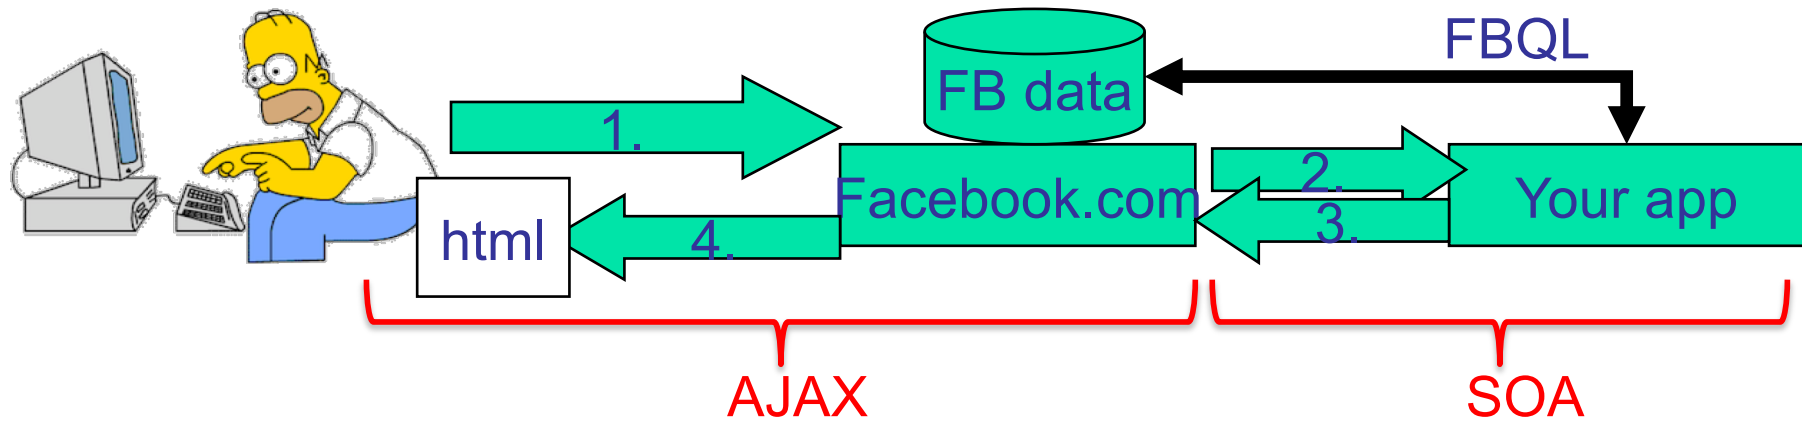 FBQL
FB data
1.
2.
Facebook.com
Your app
3.
html
4.
AJAX
SOA